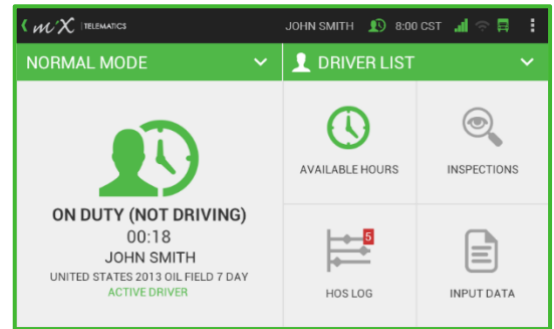 MiX TELEMATICS
JOHN SMITH 8:00 CST
NORMAL MODE
DRIVER LIST
ON DUTY (NOT DRIVING)
00:18
JOHN SMITH
UNITED STATES 2013 OIL FIELD 7 DAY
ACTIVE DRIVER
AVAILABLE HOURS
INSPECTIONS
5
HOS LOG
INPUT DATA